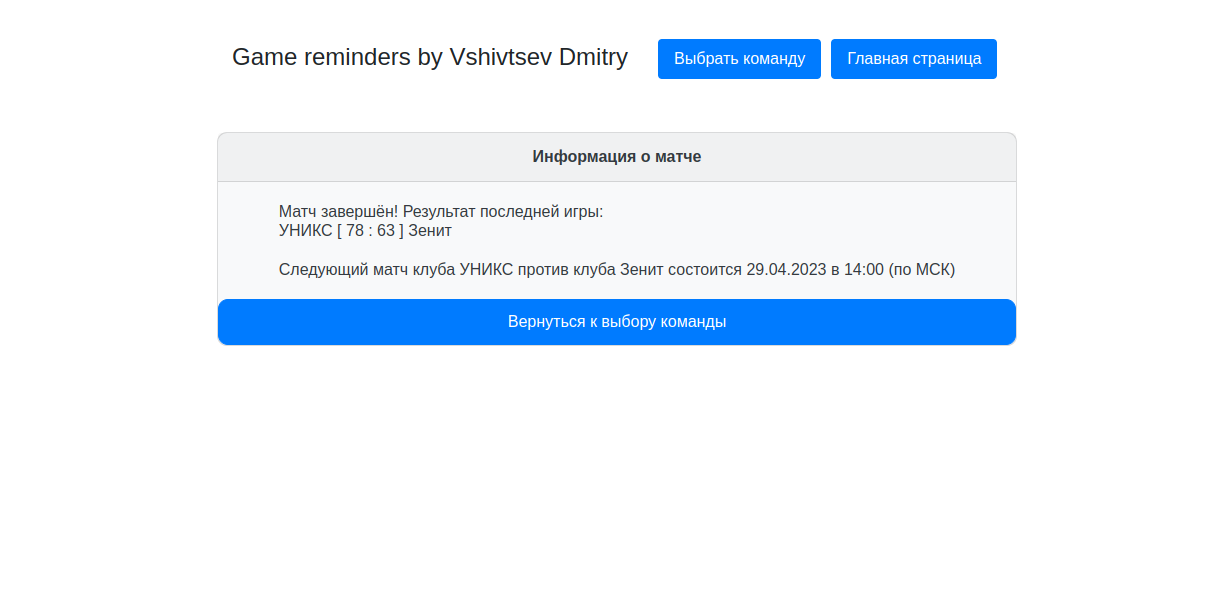 Game reminders by Vshivtsev Dmitry
Выбрать команду
Главная страница
Информация о матче
Матч завершён! Результат последней игры:
УНИКС [ 78 : 63 ] Зенит
Следующий матч клуба УНИКС против клуба Зенит состоится 29.04.2023 в 14:00 (по МСК)
Вернуться к выбору команды